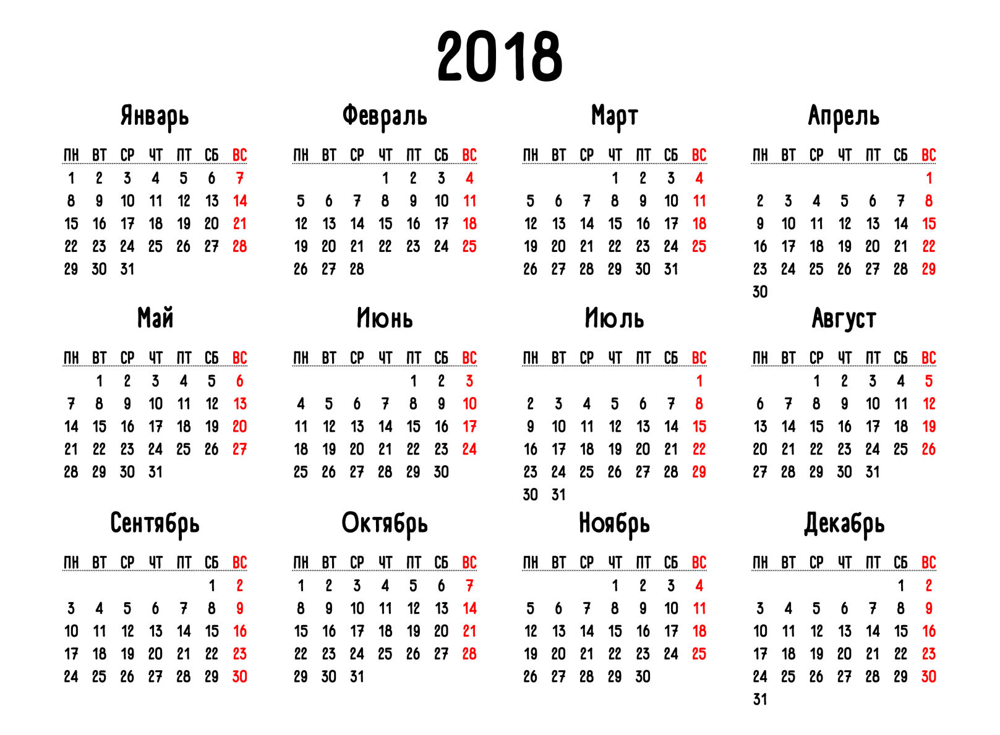 2018
Январь Февраль Март Апрель
ПН ВТ СР ЧТ ПТ СБ ВС ПН ВТ СР ЧТ ПТ СБ ВС ПН ВТ СР ЧТ ПТ СБ ВС ПН ВТ СР ЧТ ПТ СБ ВС
1 2 3 4 5 6 7 1 2 3 4 1 2 3 4 1
8 9 10 11 12 13 14 5 6 7 8 9 10 11 5 6 7 8 9 10 11 2 3 4 5 6 7 8
15 16 17 18 19 20 21 12 13 14 15 16 17 18 12 13 14 15 16 17 18 9 10 11 12 13 14 15
22 23 24 25 26 27 28 19 20 21 22 23 24 25 19 20 21 22 23 24 25 16 17 18 19 20 21 22
29 30 31 26 27 28 26 27 28 29 30 31 23 24 25 26 27 28 29
30
Май Июнь Июль Август
ПН ВТ СР ЧТ ПТ СБ ВС ПН ВТ СР ЧТ ПТ СБ ВС ПН ВТ СР ЧТ ПТ СБ ВС ПН ВТ СР ЧТ ПТ СБ ВС
1 2 3 4 5 6 1 2 3 1 1 2 3 4 5
7 8 9 10 11 12 13 4 5 6 7 8 9 10 2 3 4 5 6 7 8 6 7 8 9 10 11 12
14 15 16 17 18 19 20 11 12 13 14 15 16 17 9 10 11 12 13 14 15 13 14 15 16 17 18 19
21 22 23 24 25 26 27 18 19 20 21 22 23 24 16 17 18 19 20 21 22 20 21 22 23 24 25 26
28 29 30 31 25 26 27 28 29 30 23 24 25 26 27 28 29 27 28 29 30 31
30 31
Сентябрь Октябрь Ноябрь Декабрь
ПН ВТ СР ЧТ ПТ СБ ВС ПН ВТ СР ЧТ ПТ СБ ВС ПН ВТ СР ЧТ ПТ СБ ВС ПН ВТ СР ЧТ ПТ СБ ВС
1 2 1 2 3 4 5 6 7 1 2 3 4 1 2
3 4 5 6 7 8 9 8 9 10 11 12 13 14 5 6 7 8 9 10 11 3 4 5 6 7 8 9
10 11 12 13 14 15 16 15 16 17 18 19 20 21 12 13 14 15 16 17 18 10 11 12 13 14 15 16
17 18 19 20 21 22 23 22 23 24 25 26 27 28 19 20 21 22 23 24 25 17 18 19 20 21 22 23
24 25 26 27 28 29 30 29 30 31 26 27 28 29 30 24 25 26 27 28 29 30
31